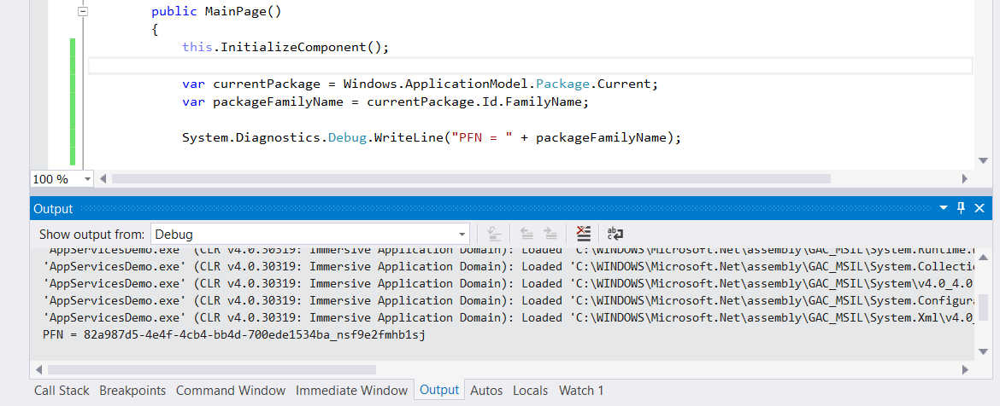 public MainPage()
{
this.InitializeComponent();
var currentPackage = Windows.ApplicationModel.Package.Current;
var packageFamilyName = currentPackage.Id.FamilyName;
System.Diagnostics.Debug.WriteLine("PFN = " + packageFamilyName);
100 %
Output
Show output from: Debug
'AppServicesDemo.exe' (CLR v4.0.30319: Immersive Application Domain): Loaded 'C:\WINDOWS\Microsoft.Net\assembly\GAC_MSIL\System.Runtime.
'AppServicesDemo.exe' (CLR v4.0.30319: Immersive Application Domain): Loaded 'C:\WINDOWS\Microsoft.Net\assembly\GAC_MSIL\System.Collectio
'AppServicesDemo.exe' (CLR v4.0.30319: Immersive Application Domain): Loaded 'C:\WINDOWS\Microsoft.Net\assembly\GAC_MSIL\System\v4.0_4.0
'AppServicesDemo.exe' (CLR v4.0.30319: Immersive Application Domain): Loaded 'C:\WINDOWS\Microsoft.Net\assembly\GAC_MSIL\System.Configura
'AppServicesDemo.exe' (CLR v4.0.30319: Immersive Application Domain): Loaded 'C:\WINDOWS\Microsoft.Net\assembly\GAC_MSIL\System.Xml\v4.0_
PFN = 82a987d5-4e4f-4cb4-bb4d-700ede1534ba_nsf9e2fmhb1sj
Call Stack Breakpoints Command Window Immediate Window Output Autos Locals Watch 1